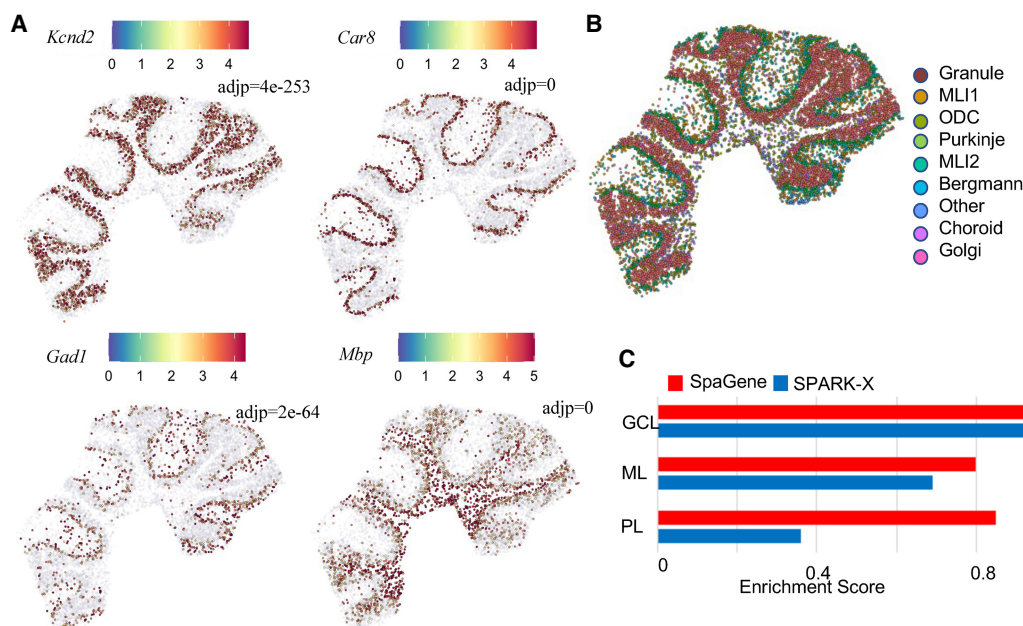 A
Kcnd2
0 1 2 3 4
adjp=4e-253
Car8
0 1 2 3 4
adjp=0
Gad1
0 1 2 3 4
adjp=2e-64
Mbp
0 1 2 3 4 5
adjp=0
B
Granule
MLI1
ODC
Purkinje
MLI2
Bergmann
Other
Choroid
Golgi
C
SpaGene SPARK-X
GCL
ML
PL
0 0.4 0.8
Enrichment Score